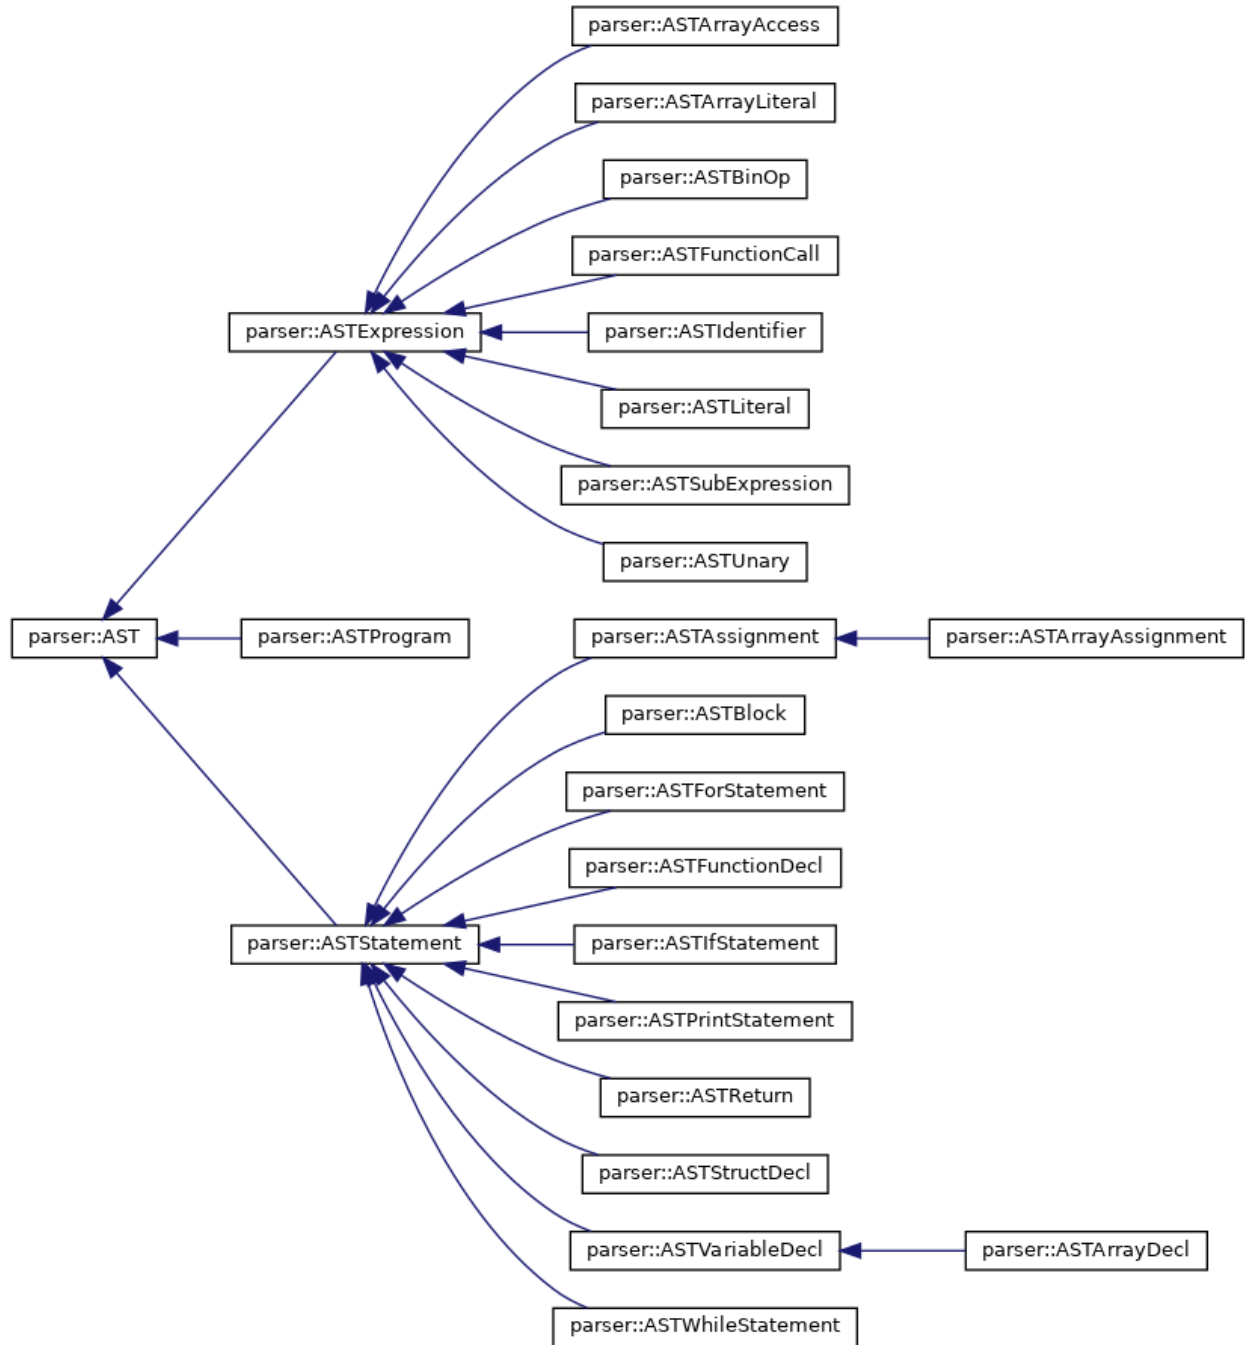 parser::ASTArrayAccess
parser::ASTArrayLiteral
parser::ASTBinOp
parser::ASTFunctionCall
parser::ASTExpression
parser::ASTIdentifier
parser::ASTLiteral
parser::ASTSubExpression
parser::ASTUnary
parser::AST
parser::ASTProgram
parser::ASTAssignment
parser::ASTArrayAssignment
parser::ASTBlock
parser::ASTForStatement
parser::ASTFunctionDecl
parser::ASTStatement
parser::ASTIfStatement
parser::ASTPrintStatement
parser::ASTReturn
parser::ASTStructDecl
parser::ASTVariableDecl
parser::ASTArrayDecl
parser::ASTWhileStatement